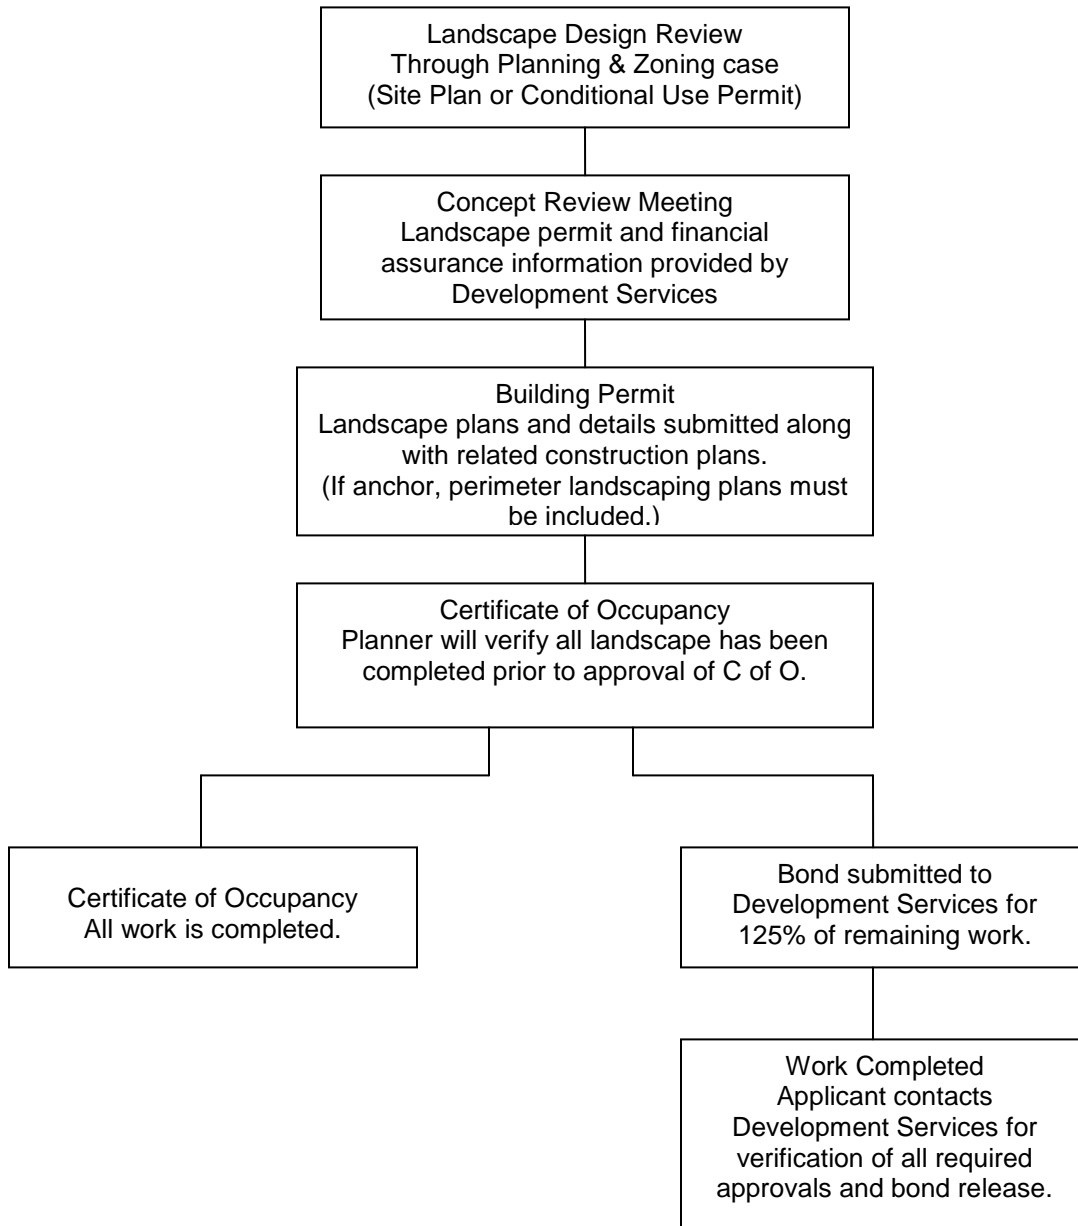 Landscape Design Review
Through Planning & Zoning case
(Site Plan or Conditional Use Permit)
Concept Review Meeting
Landscape permit and financial
assurance information provided by
Development Services
Building Permit
Landscape plans and details submitted along
with related construction plans.
(If anchor, perimeter landscaping plans must
be included.)
Certificate of Occupancy
Planner will verify all landscape has been
completed prior to approval of C of O.
Certificate of Occupancy
All work is completed.
Bond submitted to
Development Services for
125% of remaining work.
Work Completed
Applicant contacts
Development Services for
verification of all required
approvals and bond release.